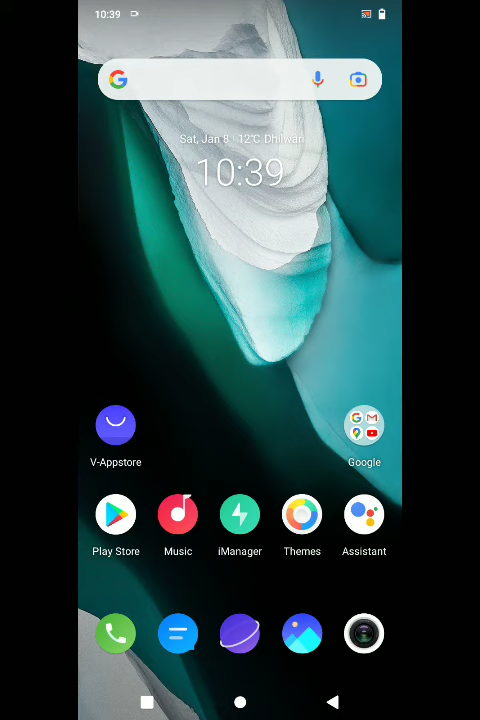 10:39
Sat, Jan 8 12°C Dhilwan
10:39
V-Appstore
Google
Play Store
Music
iManager
Themes
Assistant